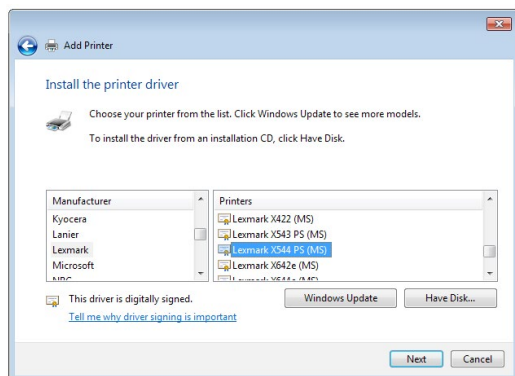 Add Printer
Install the printer driver
Choose your printer from the list. Click Windows Update to see more models.
To install the driver from an installation CD, click Have Disk.
Manufacturer
Kyocera
Lanier
Lexmark
Microsoft
Printers
Lexmark X422 (MS)
Lexmark X543 PS (MS)
Lexmark X544 PS (MS)
Lexmark X642e (MS)
This driver is digitally signed.
Tell me why driver signing is important
Windows Update
Have Disk...
Next
Cancel